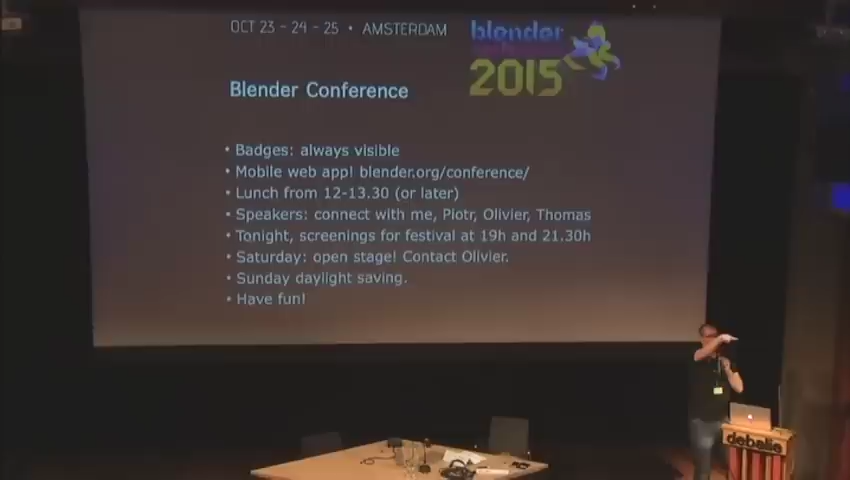 OCT 23 - 24 - 25 • AMSTERDAM
blender
2015
Blender Conference
• Badges: always visible
• Mobile web app! blender.org/conference/
• Lunch from 12-13.30 (or later)
• Speakers: connect with me, Piotr, Olivier, Thomas
• Tonight, screenings for festival at 19h and 21.30h
• Saturday: open stage! Contact Olivier.
• Sunday daylight saving.
• Have fun!
debalie